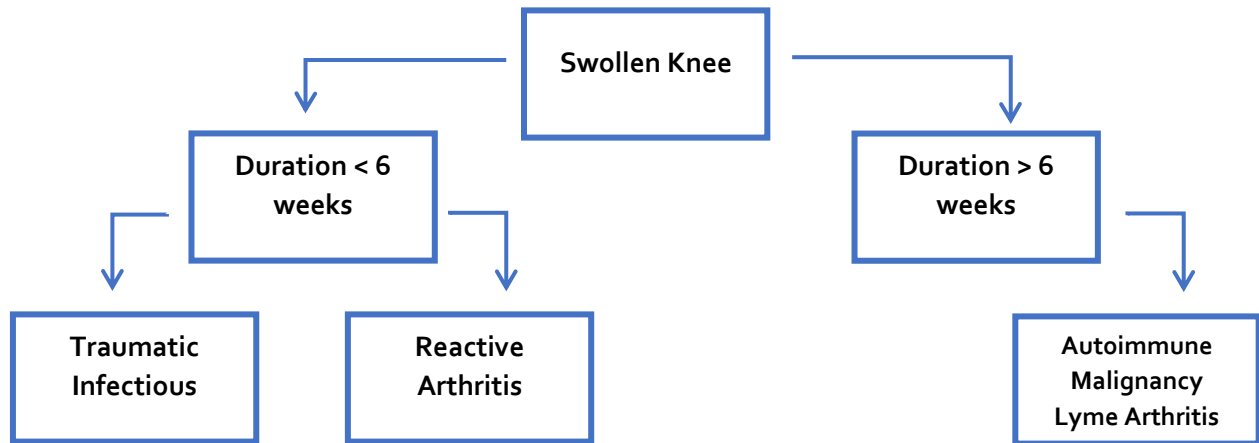 Swollen Knee
Duration < 6
weeks
Duration > 6
weeks
Traumatic
Infectious
Reactive
Arthritis
Autoimmune
Malignancy
Lyme Arthritis